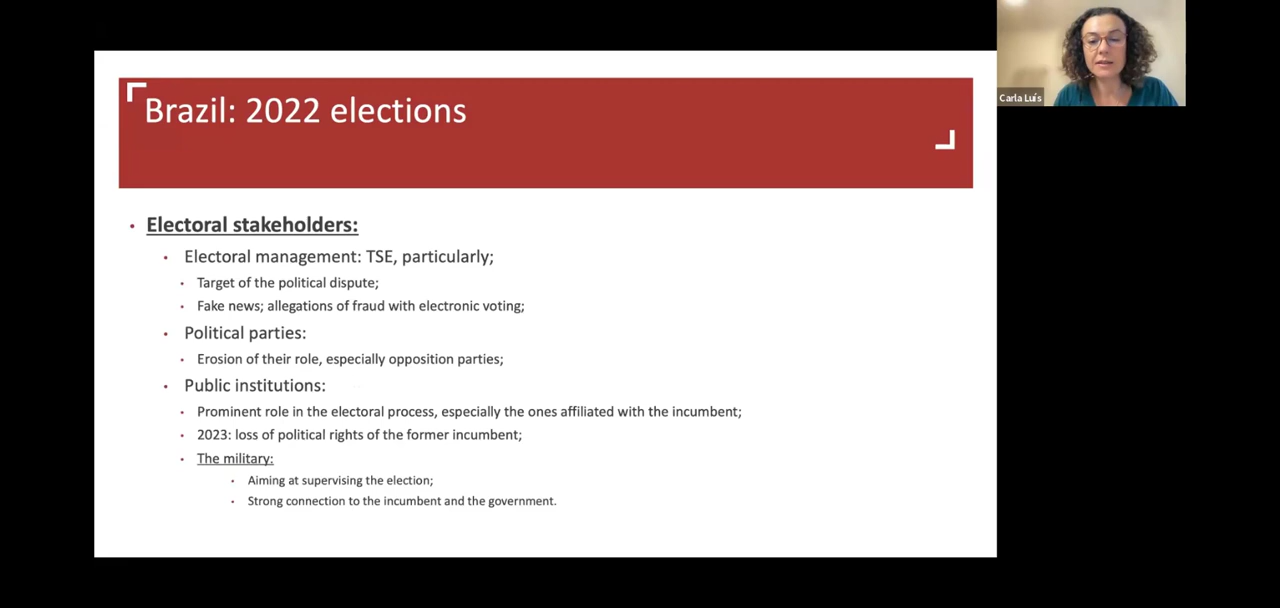 Brazil: 2022 elections
Carla Luís
Electoral stakeholders:
Electoral management: TSE, particularly;
Target of the political dispute;
Fake news; allegations of fraud with electronic voting;
Political parties:
Erosion of their role, especially opposition parties;
Public institutions:
Prominent role in the electoral process, especially the ones affiliated with the incumbent;
2023: loss of political rights of the former incumbent;
The military:
Aiming at supervising the election;
Strong connection to the incumbent and the government.